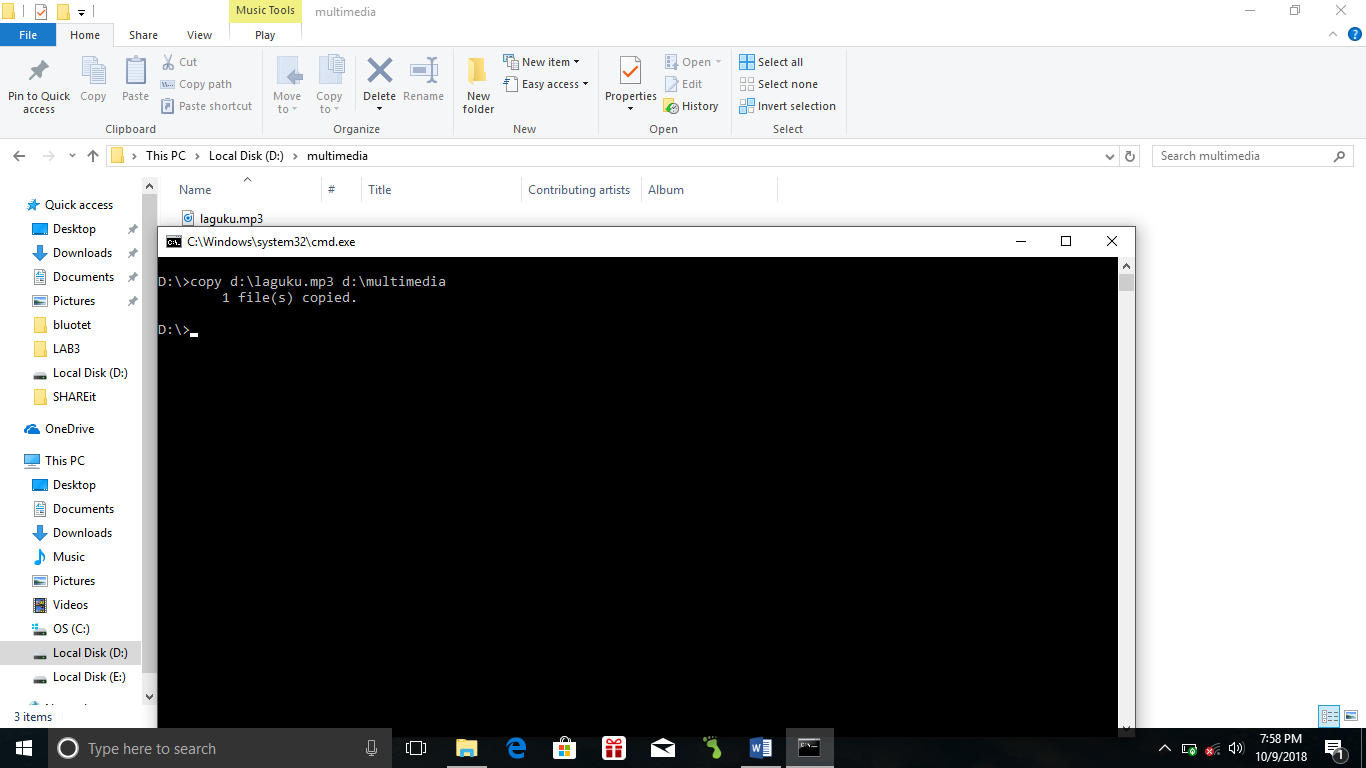 Music Tools multimedia
File Home Share View Play
Pin to Quick access
Copy
Paste
Cut
Copy path
Paste shortcut
Clipboard
Move to
Copy to
Delete
Rename
Organize
New folder
New item
Easy access
New
Properties
Open
Edit
History
Open
Select all
Select none
Invert selection
Select
This PC Local Disk (D:) multimedia
Search multimedia
Name # Title Contributing artists Album
laguku.mp3
Quick access
Desktop
Downloads
Documents
Pictures
bluotet
LAB3
Local Disk (D:)
SHAREit
OneDrive
This PC
Desktop
Documents
Downloads
Music
Pictures
Videos
OS (C:)
Local Disk (D:)
Local Disk (E:)
3 items
C:\Windows\system32\cmd.exe
D:\>copy d:\laguku.mp3 d:\multimedia
1 file(s) copied.
D:\>
Type here to search
7:58 PM
10/9/2018
1